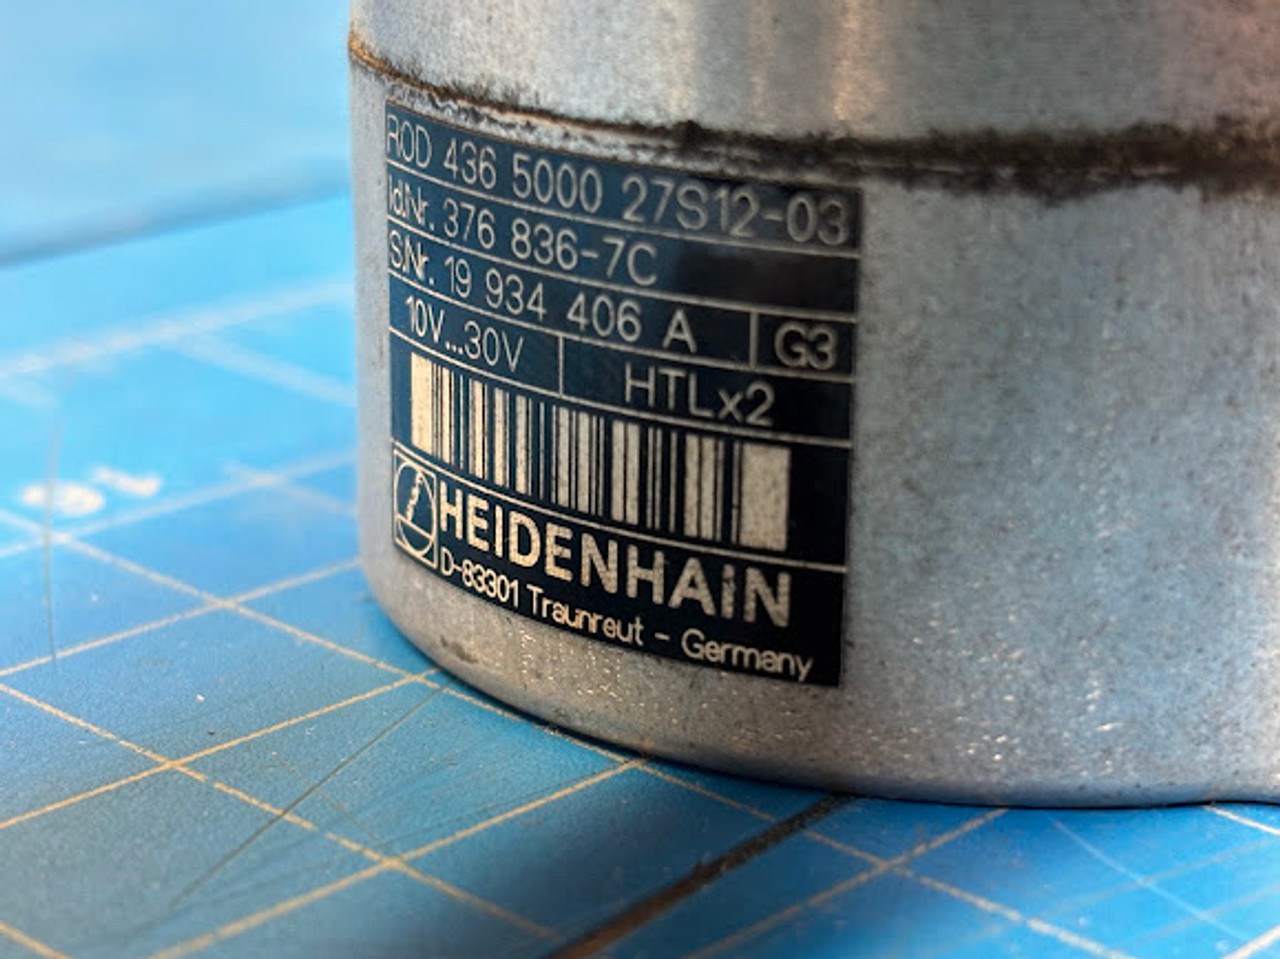 ROD 436 5000 27S12-03
Id.Nr. 376 836-7C
S.Nr. 19 934 406 A G3
10V...30V HTLx2
HEIDENHAIN
D-83301 Traunreut - Germany